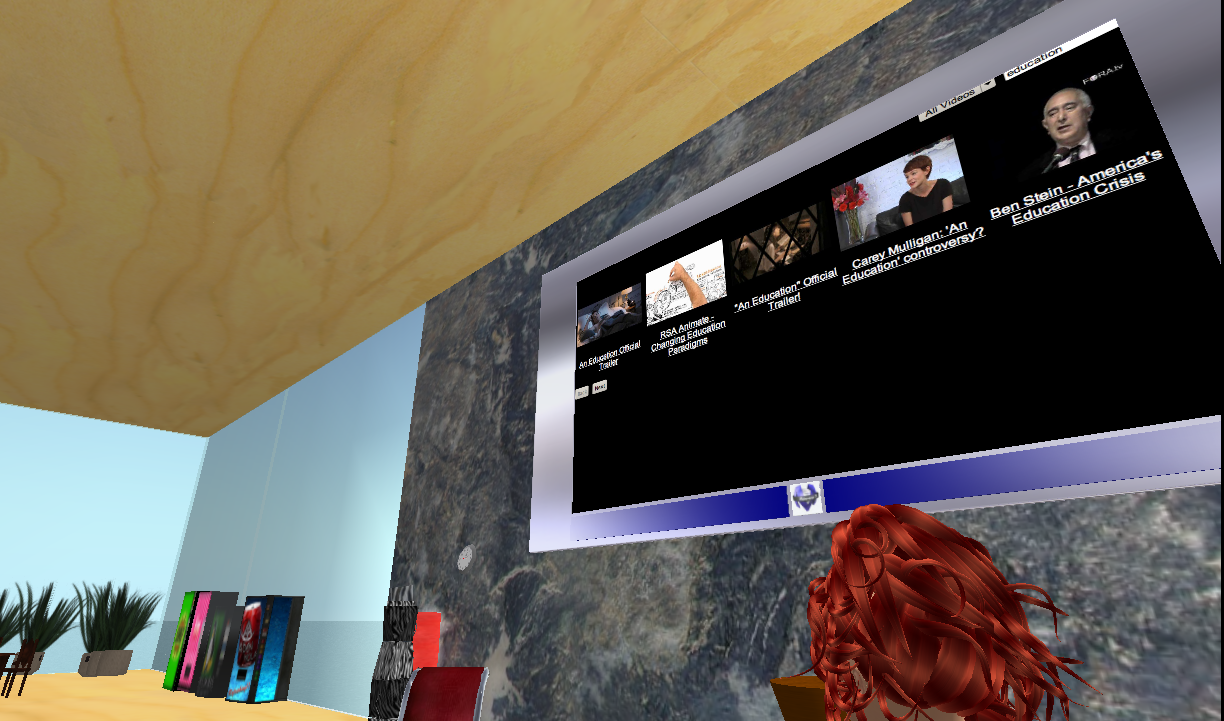 education
All Videos
FORA.tv
An Education Official
Trailer
RSA Animate -
Changing Education
Paradigms
"An Education" Official
Trailer!
Carey Mulligan: 'An
Education' controversy?
Ben Stein - America's
Education Crisis
Next